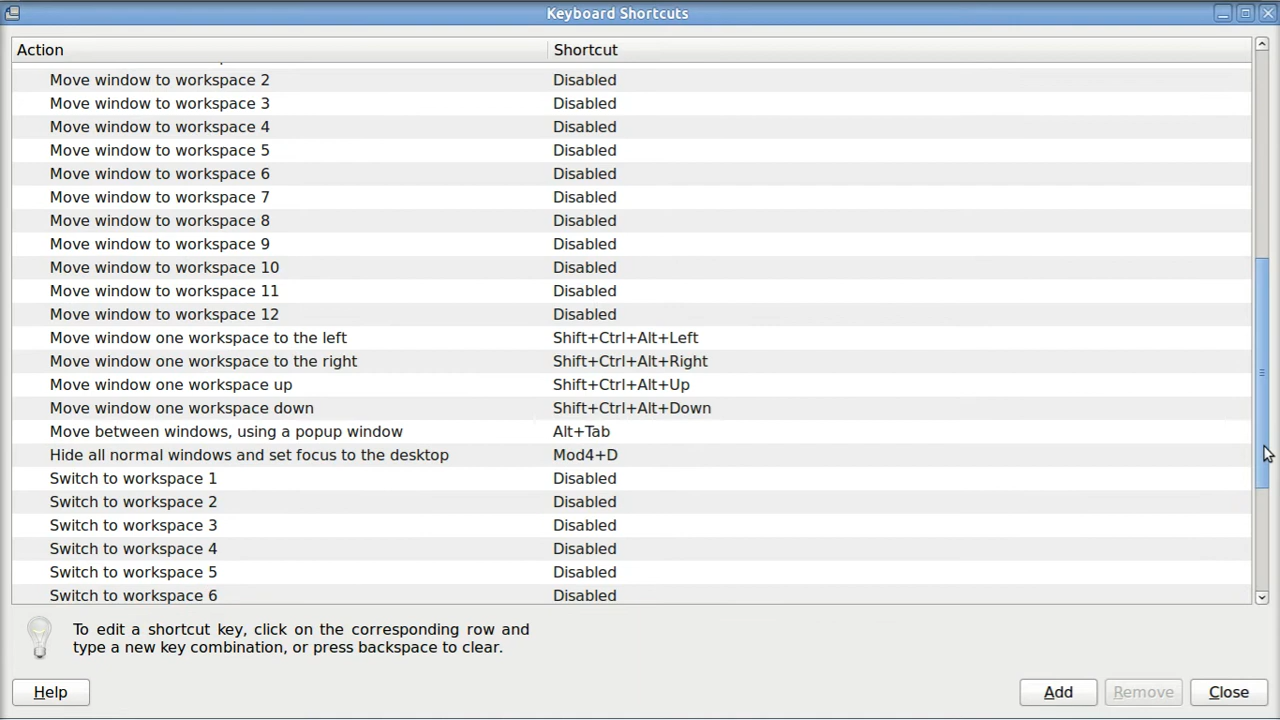 Keyboard Shortcuts
Action Shortcut
Move window to workspace 2 Disabled
Move window to workspace 3 Disabled
Move window to workspace 4 Disabled
Move window to workspace 5 Disabled
Move window to workspace 6 Disabled
Move window to workspace 7 Disabled
Move window to workspace 8 Disabled
Move window to workspace 9 Disabled
Move window to workspace 10 Disabled
Move window to workspace 11 Disabled
Move window to workspace 12 Disabled
Move window one workspace to the left Shift+Ctrl+Alt+Left
Move window one workspace to the right Shift+Ctrl+Alt+Right
Move window one workspace up Shift+Ctrl+Alt+Up
Move window one workspace down Shift+Ctrl+Alt+Down
Move between windows, using a popup window Alt+Tab
Hide all normal windows and set focus to the desktop Mod4+D
Switch to workspace 1 Disabled
Switch to workspace 2 Disabled
Switch to workspace 3 Disabled
Switch to workspace 4 Disabled
Switch to workspace 5 Disabled
Switch to workspace 6 Disabled
To edit a shortcut key, click on the corresponding row and
type a new key combination, or press backspace to clear.
Help Add Remove Close